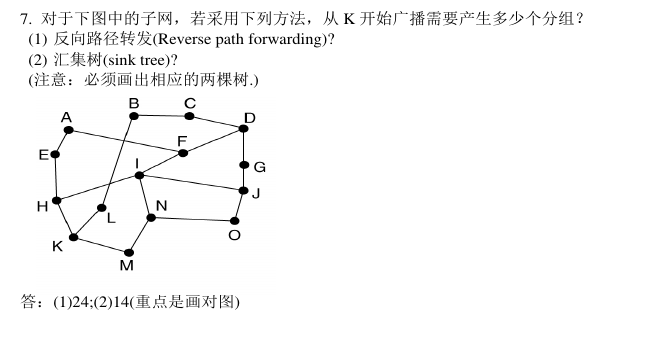 7. 对于下图中的子网，若采用下列方法，从 K 开始广播需要产生多少个分组？
(1) 反向路径转发(Reverse path forwarding)?
(2) 汇集树(sink tree)?
(注意：必须画出相应的两棵树.)
B C
A D
F
E I G
H L N J
K O
M
答：(1)24;(2)14(重点是画对图)